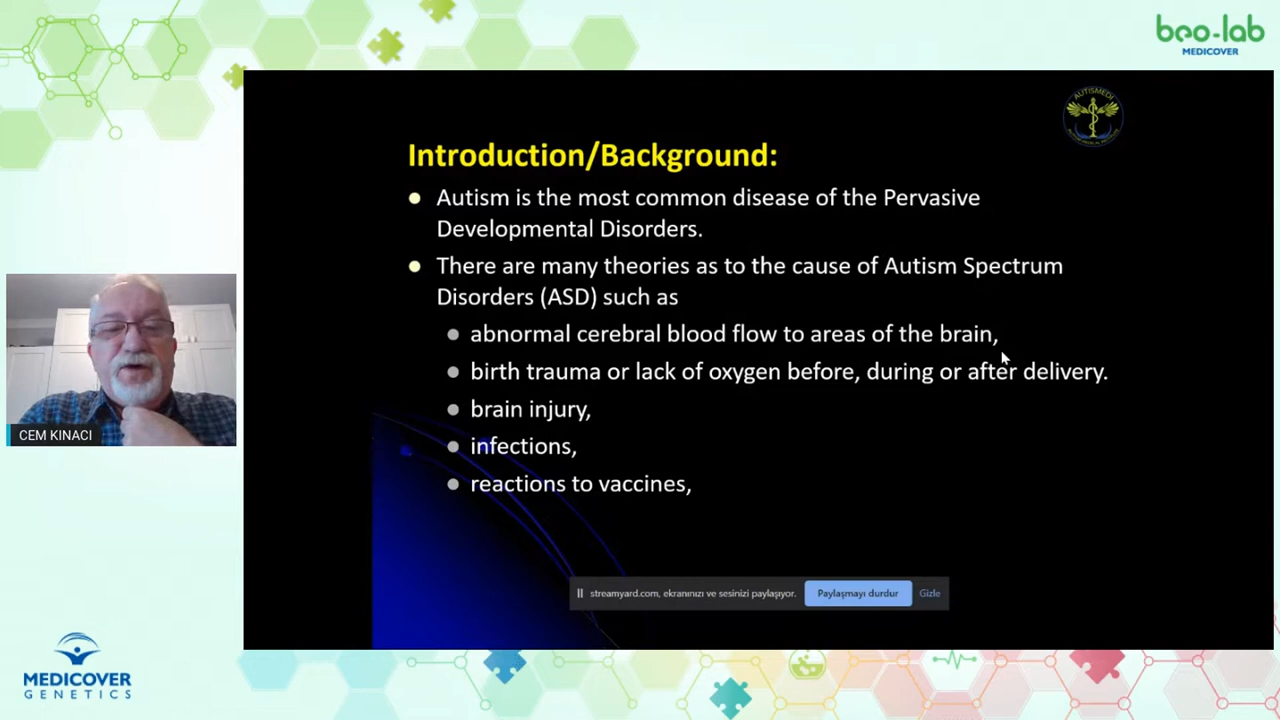 beo-lab
MEDICOVER
AUTISMEDI
Introduction/Background:
Autism is the most common disease of the Pervasive
Developmental Disorders.
There are many theories as to the cause of Autism Spectrum
Disorders (ASD) such as
abnormal cerebral blood flow to areas of the brain,
birth trauma or lack of oxygen before, during or after delivery.
brain injury,
infections,
reactions to vaccines,
CEM KINACI
streamyard.com, ekranınızı ve sesinizi paylaşıyor.
Paylaşmayı durdur
Gizle
MEDICOVER
GENETICS